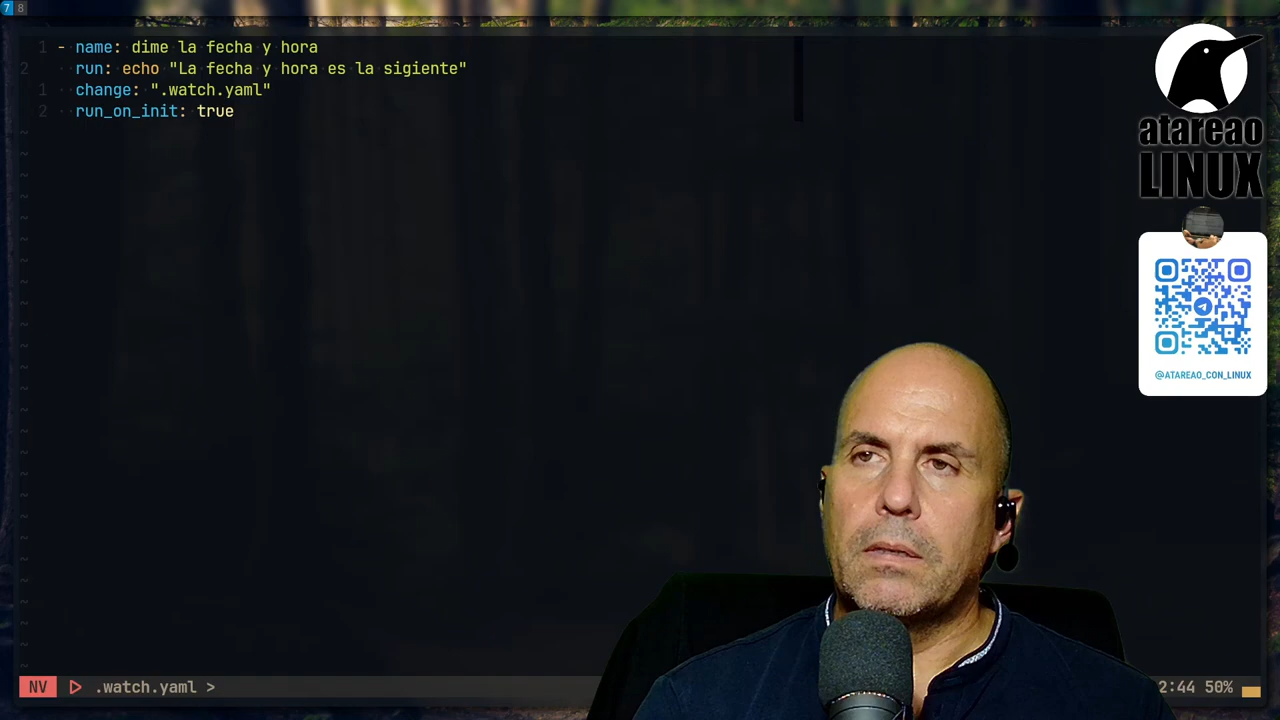 7 8
1 - name: dime la fecha y hora
2 run: echo "La fecha y hora es la sigiente"
1 change: ".watch.yaml"
2 run_on_init: true
atareao
LINUX
@ATAREAO_CON_LINUX
NV .watch.yaml >
2:44 50%